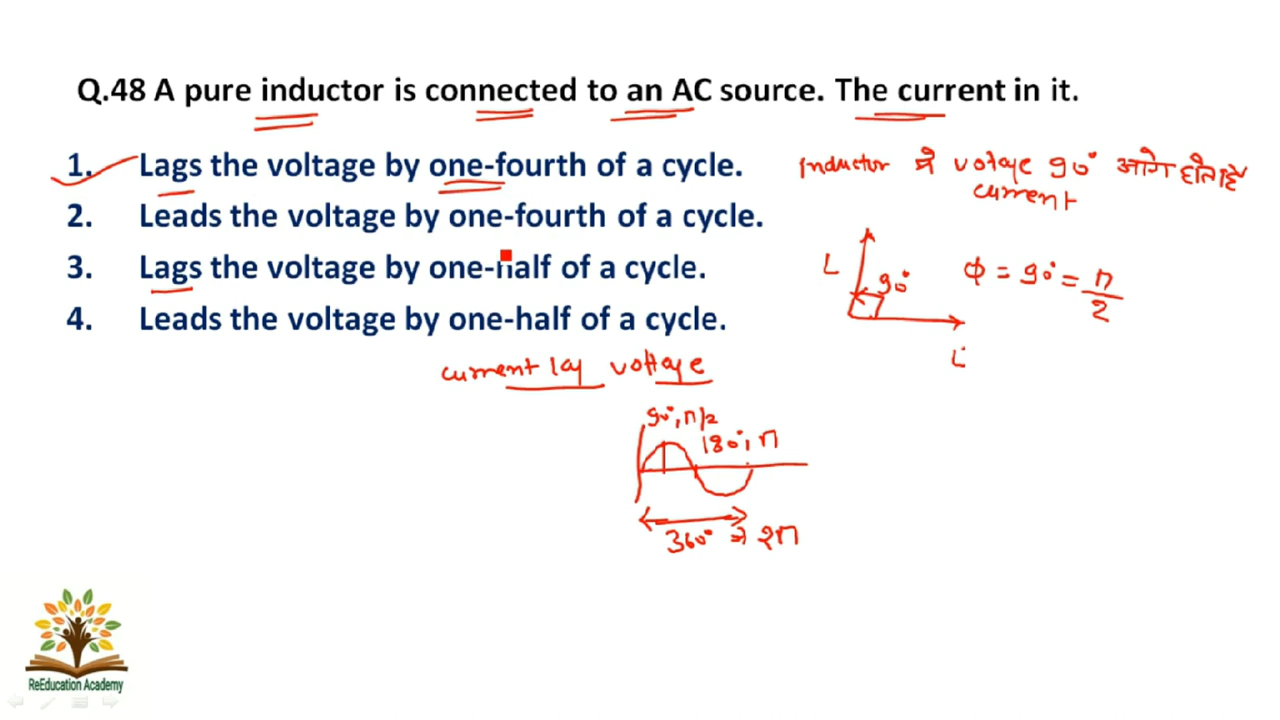 Q.48 A pure inductor is connected to an AC source. The current in it.
1. Lags the voltage by one-fourth of a cycle.
2. Leads the voltage by one-fourth of a cycle.
3. Lags the voltage by one-half of a cycle.
4. Leads the voltage by one-half of a cycle.
Inductor में voltage 90° आगे होता है
current
L
90°
Φ = 90° = π/2
i
current lag voltage
90°, π/2
180°, π
360° = 2π
ReEducation Academy